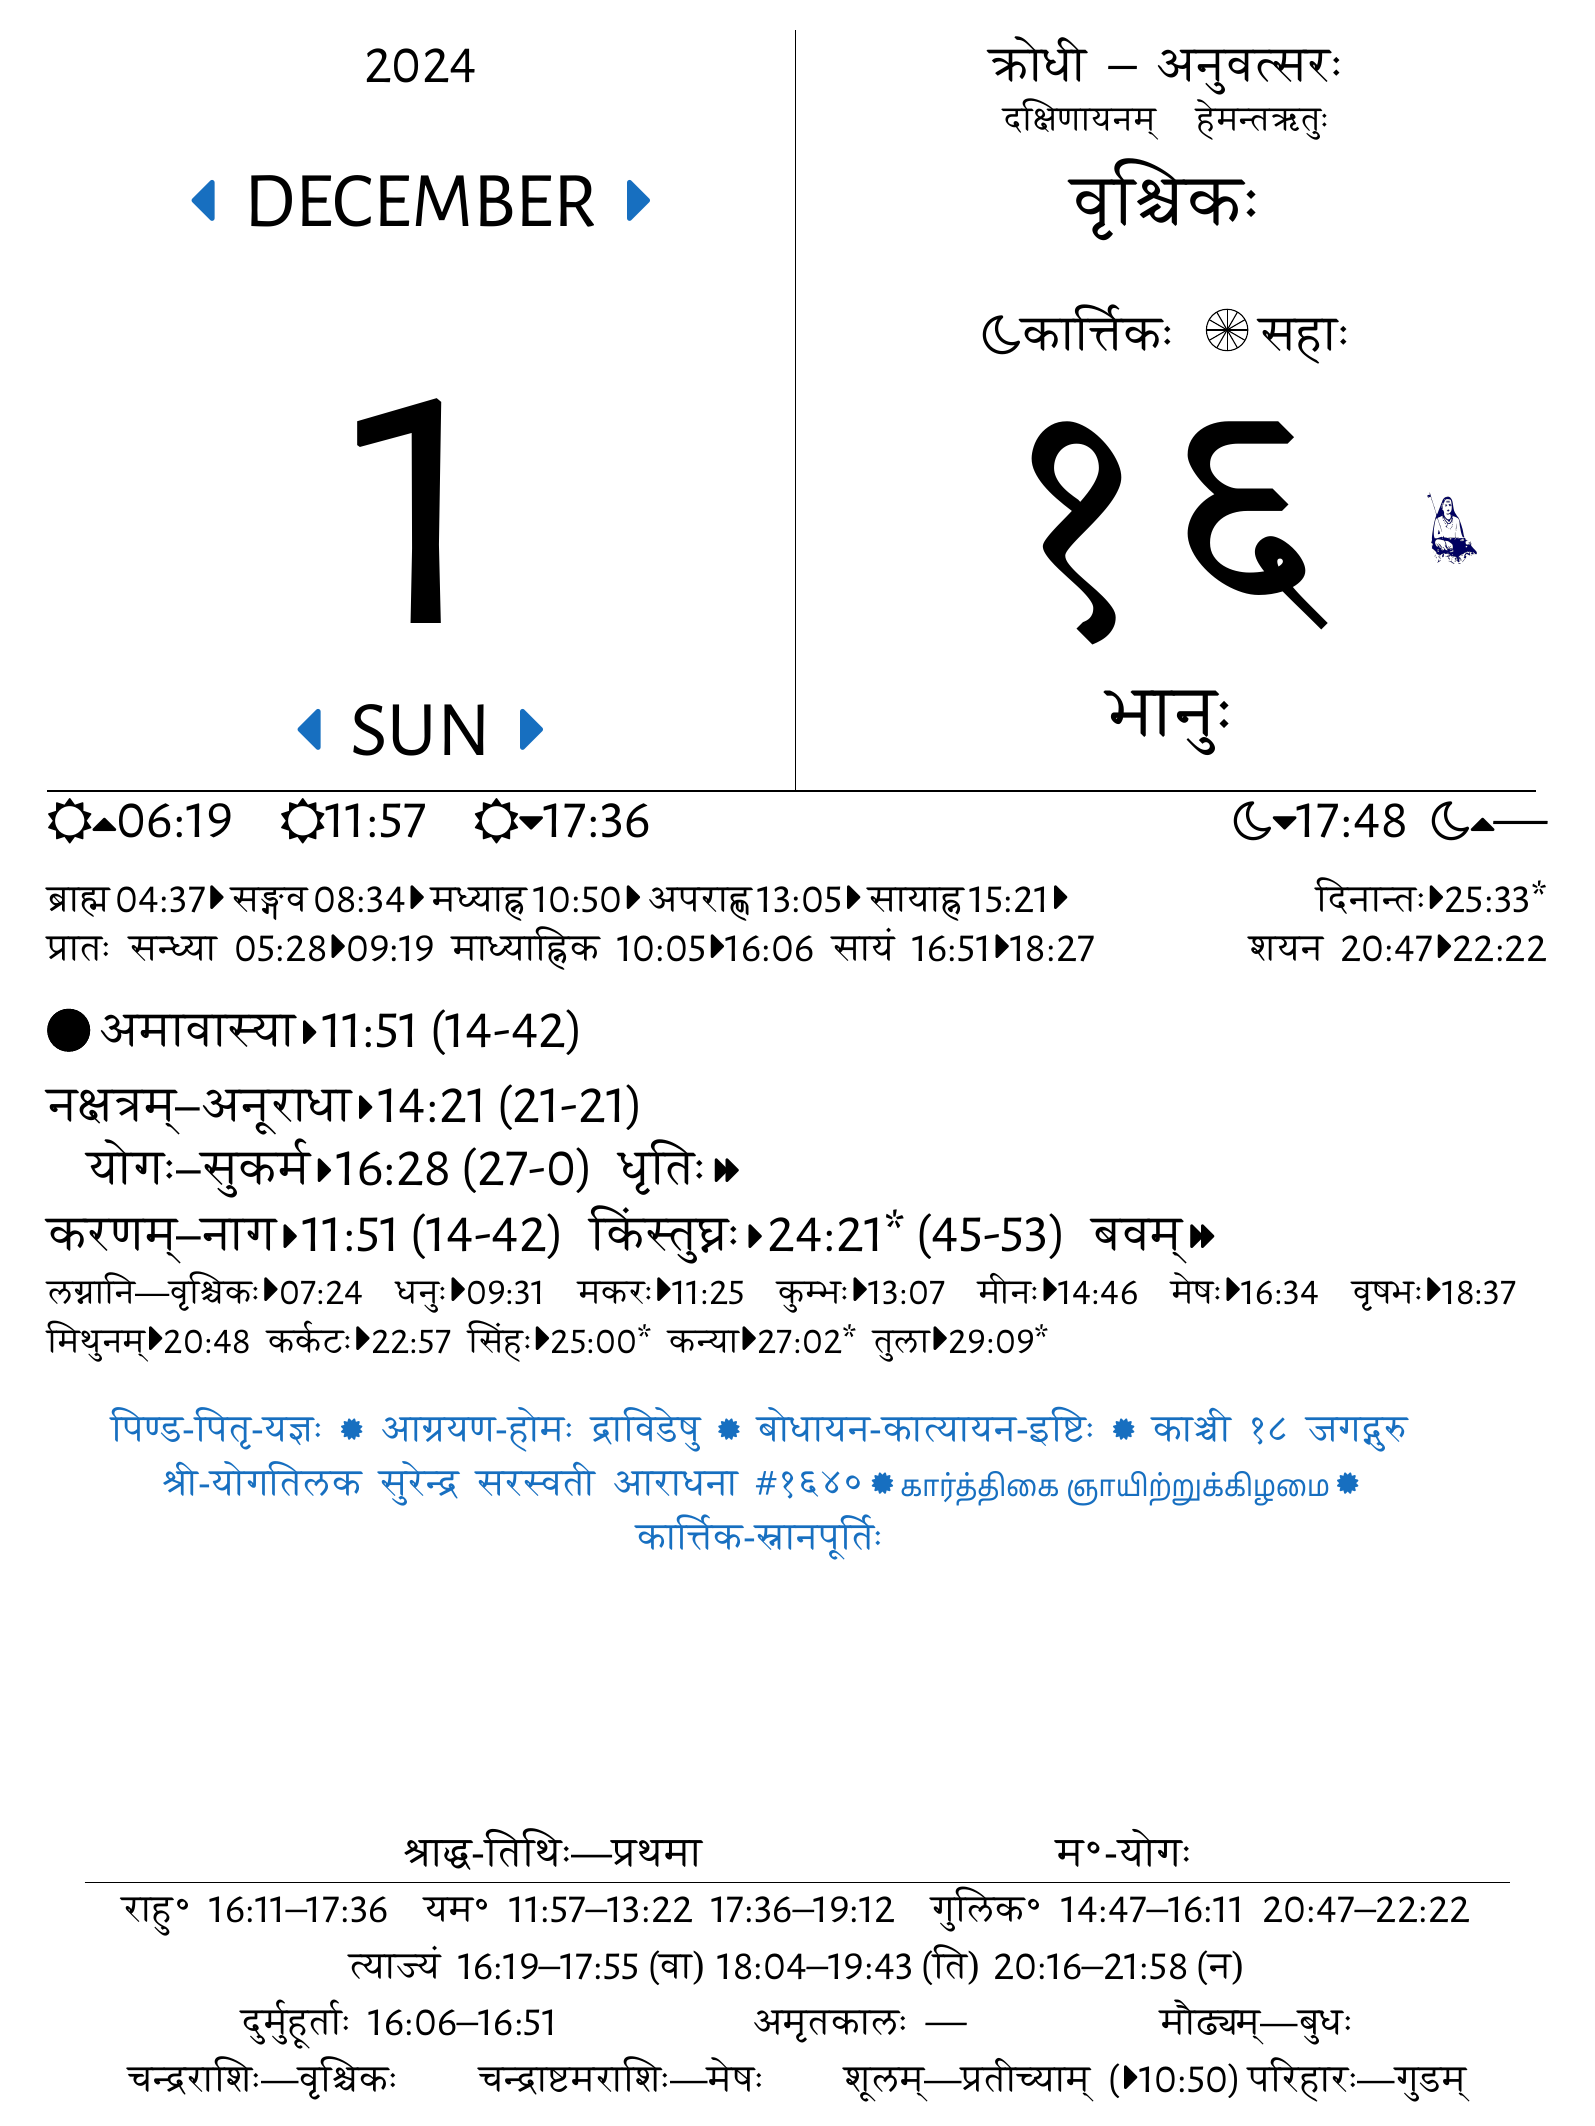 2024
DECEMBER
1
SUN
क्रोधी – अनुवत्सरः
दक्षिणायनम् हेमन्तऋतुः
वृश्चिकः
कार्त्तिकः सहाः
१६
भानुः
06:19 11:57 17:36 17:48 —
ब्राह्म 04:37 सङ्गव 08:34 मध्याह्न 10:50 अपराह्ण 13:05 सायाह्न 15:21 दिनान्तः 25:33*
प्रातः सन्ध्या 05:28 09:19 माध्याह्निक 10:05 16:06 सायं 16:51 18:27 शयन 20:47 22:22
अमावास्या 11:51 (14-42)
नक्षत्रम्–अनूराधा 14:21 (21-21)
योगः–सुकर्म 16:28 (27-0) धृतिः
करणम्–नाग 11:51 (14-42) किंस्तुघ्नः 24:21* (45-53) बवम्
लग्नानि—वृश्चिकः 07:24 धनुः 09:31 मकरः 11:25 कुम्भः 13:07 मीनः 14:46 मेषः 16:34 वृषभः 18:37
मिथुनम् 20:48 कर्कटः 22:57 सिंहः 25:00* कन्या 27:02* तुला 29:09*
पिण्ड-पितृ-यज्ञः ✹ आग्रयण-होमः द्राविडेषु ✹ बोधायन-कात्यायन-इष्टिः ✹ काञ्ची १८ जगद्गुरु
श्री-योगतिलक सुरेन्द्र सरस्वती आराधना #१६४० ✹ கார்த்திகை ஞாயிற்றுக்கிழமை ✹
कार्त्तिक-स्नानपूर्तिः
श्राद्ध-तिथिः—प्रथमा म॰-योगः
राहु॰ 16:11–17:36 यम॰ 11:57–13:22 17:36–19:12 गुलिक॰ 14:47–16:11 20:47–22:22
त्याज्यं 16:19–17:55 (वा) 18:04–19:43 (ति) 20:16–21:58 (न)
दुर्मुहूर्ताः 16:06–16:51 अमृतकालः — मौढ्यम्—बुधः
चन्द्रराशिः—वृश्चिकः चन्द्राष्टमराशिः—मेषः शूलम्—प्रतीच्याम् (10:50) परिहारः—गुडम्